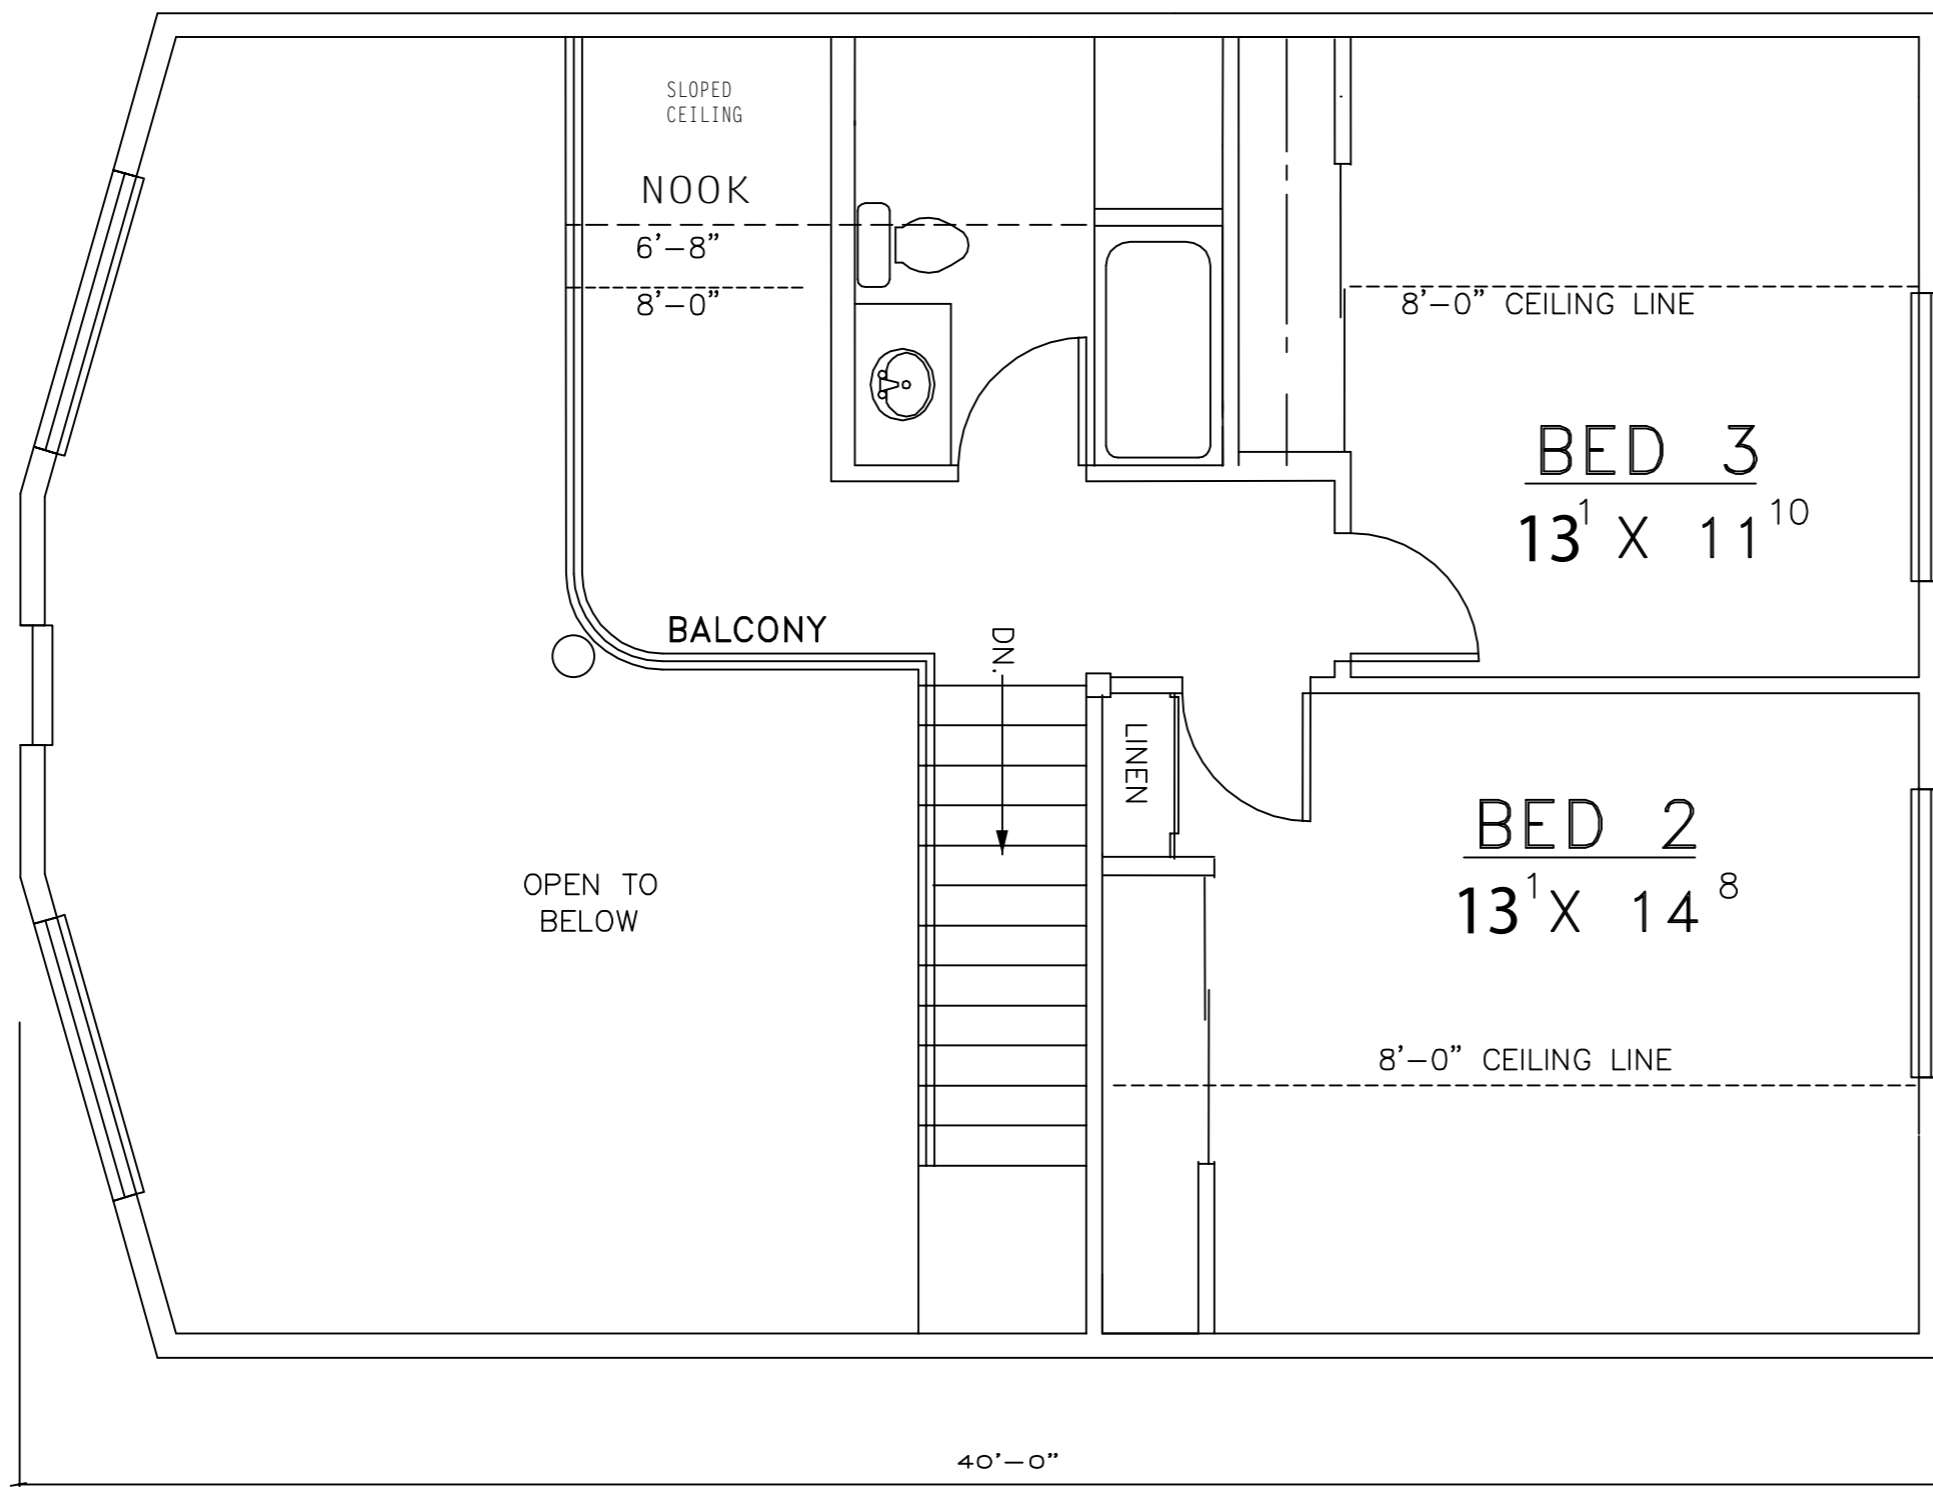 SLOPED
CEILING
NOOK
6'-8"
8'-0"
8'-0" CEILING LINE
BED 3
13¹ X 11¹⁰
BALCONY
DN.
LINEN
BED 2
13¹ X 14⁸
OPEN TO
BELOW
8'-0" CEILING LINE
40'-0"